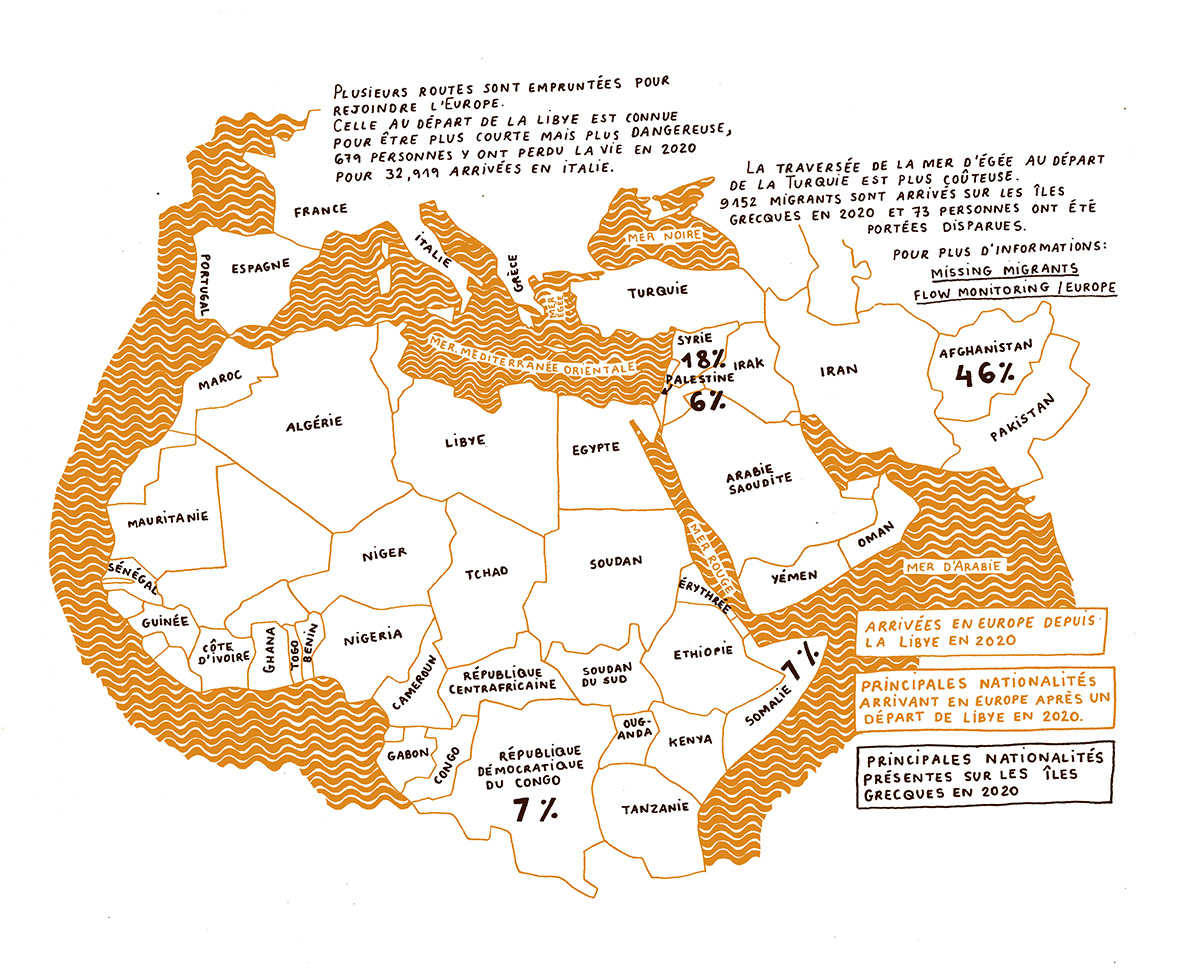 PLUSIEURS ROUTES SONT EMPRUNTÉES POUR
REJOINDRE L'EUROPE.
CELLE AU DÉPART DE LA LIBYE EST CONNUE
POUR ÊTRE PLUS COURTE MAIS PLUS DANGEREUSE,
679 PERSONNES Y ONT PERDU LA VIE EN 2020
POUR 32,919 ARRIVÉES EN ITALIE.
LA TRAVERSÉE DE LA MER D'ÉGÉE AU DÉPART
DE LA TURQUIE EST PLUS COÛTEUSE.
9152 MIGRANTS SONT ARRIVÉS SUR LES ÎLES
GRECQUES EN 2020 ET 73 PERSONNES ONT ÉTÉ
PORTÉES DISPARUES.
POUR PLUS D'INFORMATIONS:
MISSING MIGRANTS
FLOW MONITORING / EUROPE
FRANCE
ITALIE
GRÈCE
MER NOIRE
PORTUGAL
ESPAGNE
MER
ÉGÉE
TURQUIE
MER MÉDITERRANÉE ORIENTALE
SYRIE
18%
PALESTINE
6%
IRAK
IRAN
AFGHANISTAN
46%
PAKISTAN
MAROC
ALGÉRIE
LIBYE
EGYPTE
ARABIE
SAOUDITE
MAURITANIE
NIGER
TCHAD
SOUDAN
MER ROUGE
YÉMEN
OMAN
MER D'ARABIE
SÉNÉGAL
GUINÉE
CÔTE
D'IVOIRE
GHANA
TOGO
BENIN
NIGERIA
CAMEROUN
RÉPUBLIQUE
CENTRAFRICAINE
SOUDAN
DU SUD
ÉRYTHRÉE
ETHIOPIE
SOMALIE 7%
GABON
CONGO
RÉPUBLIQUE
DÉMOCRATIQUE
DU CONGO
7%
OUG-
ANDA
KENYA
TANZANIE
ARRIVÉES EN EUROPE DEPUIS
LA LIBYE EN 2020
PRINCIPALES NATIONALITÉS
ARRIVANT EN EUROPE APRÈS UN
DÉPART DE LIBYE EN 2020.
PRINCIPALES NATIONALITÉS
PRÉSENTES SUR LES ÎLES
GRECQUES EN 2020